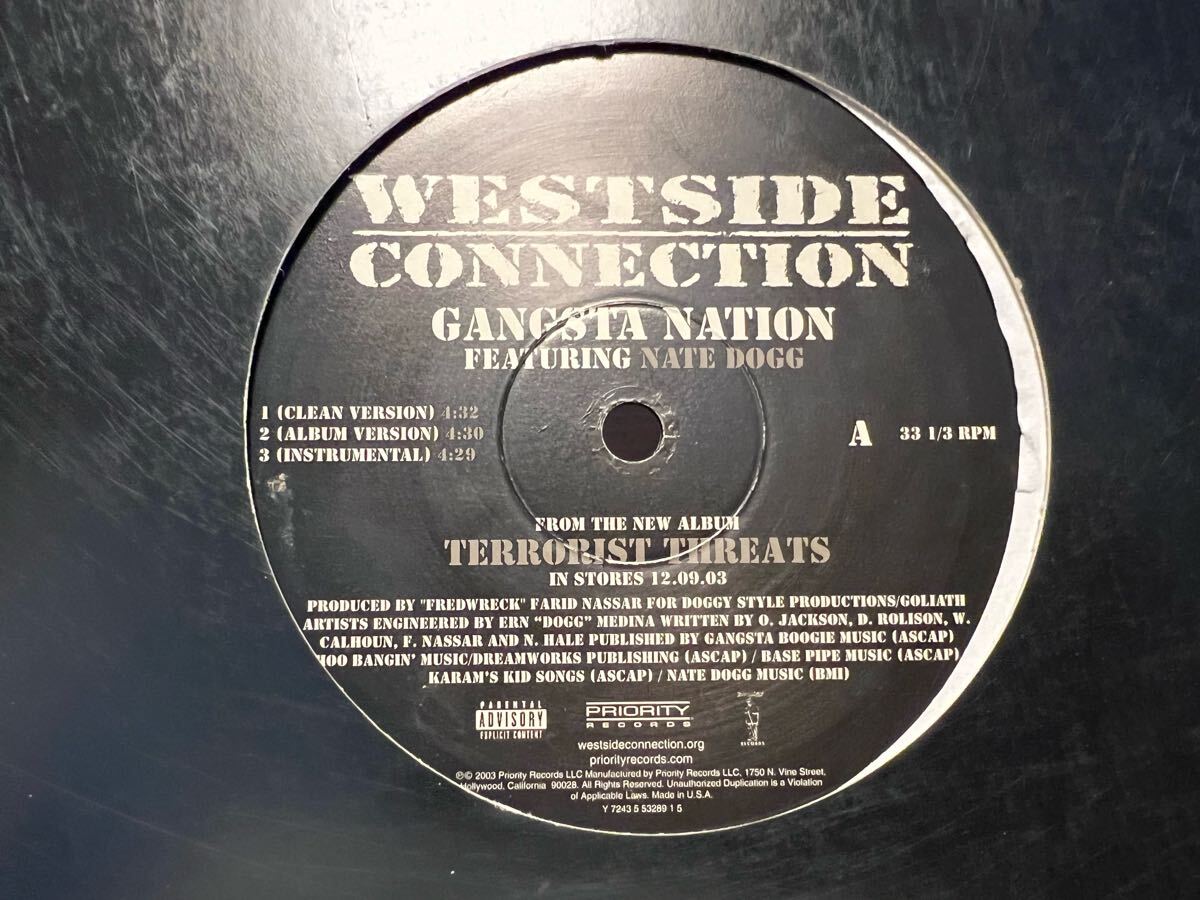 WESTSIDE
CONNECTION
GANGSTA NATION
FEATURING NATE DOGG
1 (CLEAN VERSION) 4:32
2 (ALBUM VERSION) 4:30
3 (INSTRUMENTAL) 4:29
A 33 1/3 RPM
FROM THE NEW ALBUM
TERRORIST THREATS
IN STORES 12.09.03
PRODUCED BY "FREDWRECK" FARID NASSAR FOR DOGGY STYLE PRODUCTIONS/GOLIATH
ARTISTS ENGINEERED BY ERN "DOGG" MEDINA WRITTEN BY O. JACKSON, D. ROLISON, W.
CALHOUN, F. NASSAR AND N. HALE PUBLISHED BY GANGSTA BOOGIE MUSIC (ASCAP)
HOO BANGIN' MUSIC/DREAMWORKS PUBLISHING (ASCAP) / BASE PIPE MUSIC (ASCAP)
KARAM'S KID SONGS (ASCAP) / NATE DOGG MUSIC (BMI)
PARENTAL
ADVISORY
EXPLICIT CONTENT
PRIORITY
RECORDS
RECORDS
westsideconnection.org
priorityrecords.com
℗© 2003 Priority Records LLC Manufactured by Priority Records LLC, 1750 N. Vine Street,
Hollywood, California 90028. All Rights Reserved. Unauthorized Duplication is a Violation
of Applicable Laws. Made in U.S.A.
Y 7243 5 53289 1 5